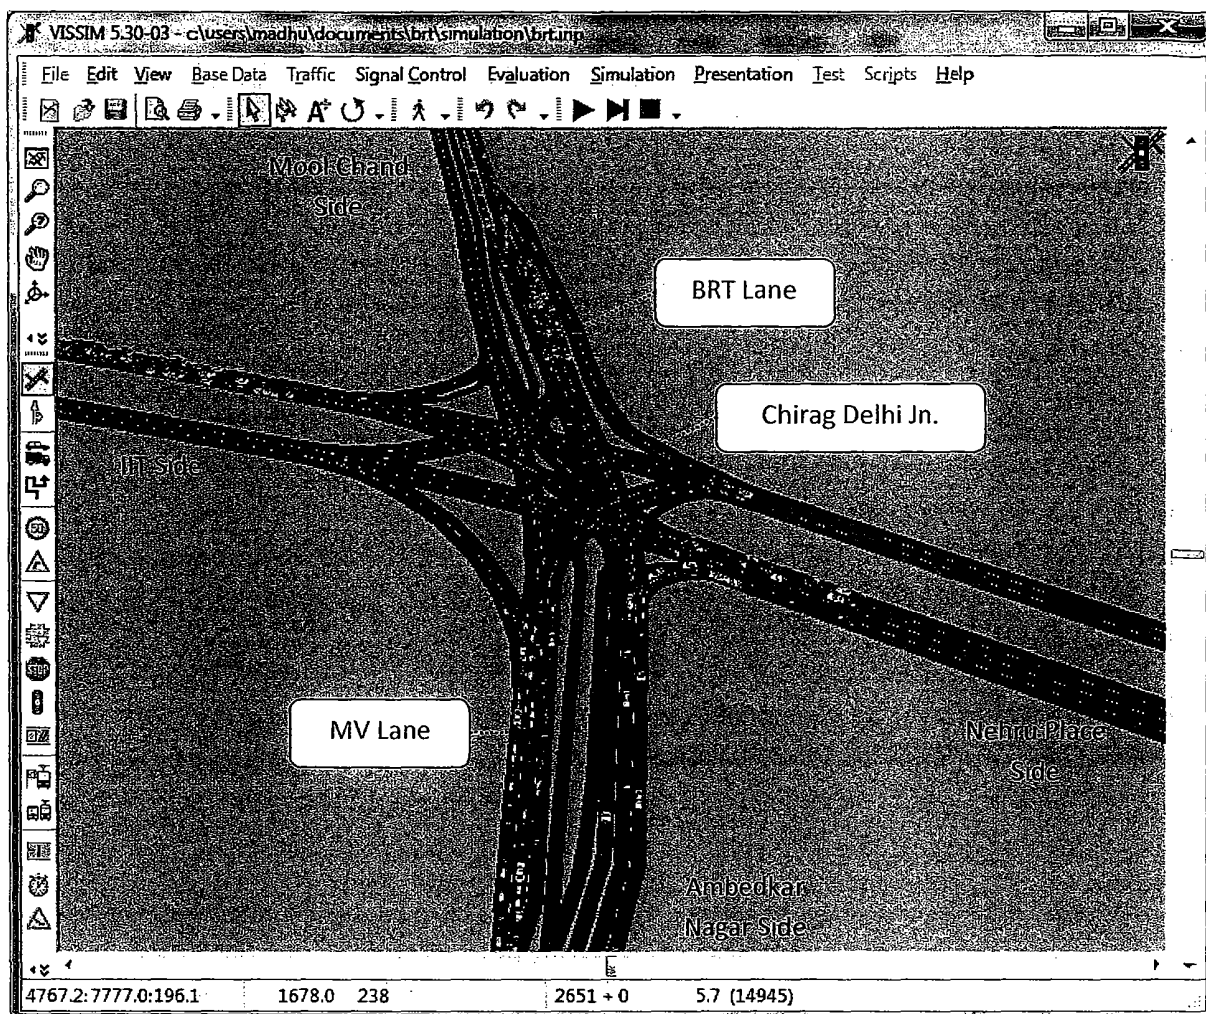 VISSIM 5.30-03 - c:\users\madhu\documents\brt\simulation\brt.inp
File Edit View Base Data Traffic Signal Control Evaluation Simulation Presentation Test Scripts Help
Mool Chand
Side
BRT Lane
Chirag Delhi Jn.
IIT Side
MV Lane
Nehru Place
Side
Ambedkar
Nagar Side
4767.2: 7777.0:196.1 1678.0 238 2651 + 0 5.7 (14945)